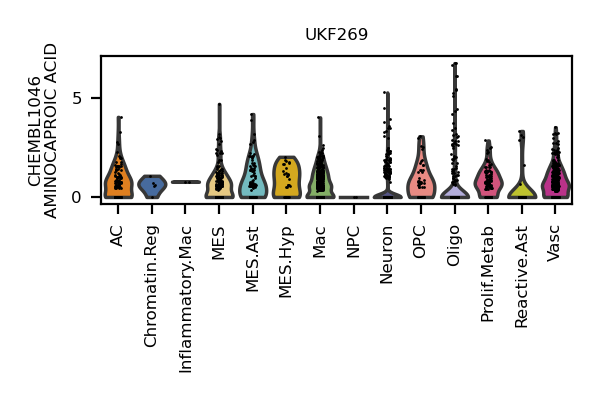 UKF269
CHEMBL1046
AMINOCAPROIC ACID
5
0
AC
Chromatin.Reg
Inflammatory.Mac
MES
MES.Ast
MES.Hyp
Mac
NPC
Neuron
OPC
Oligo
Prolif.Metab
Reactive.Ast
Vasc